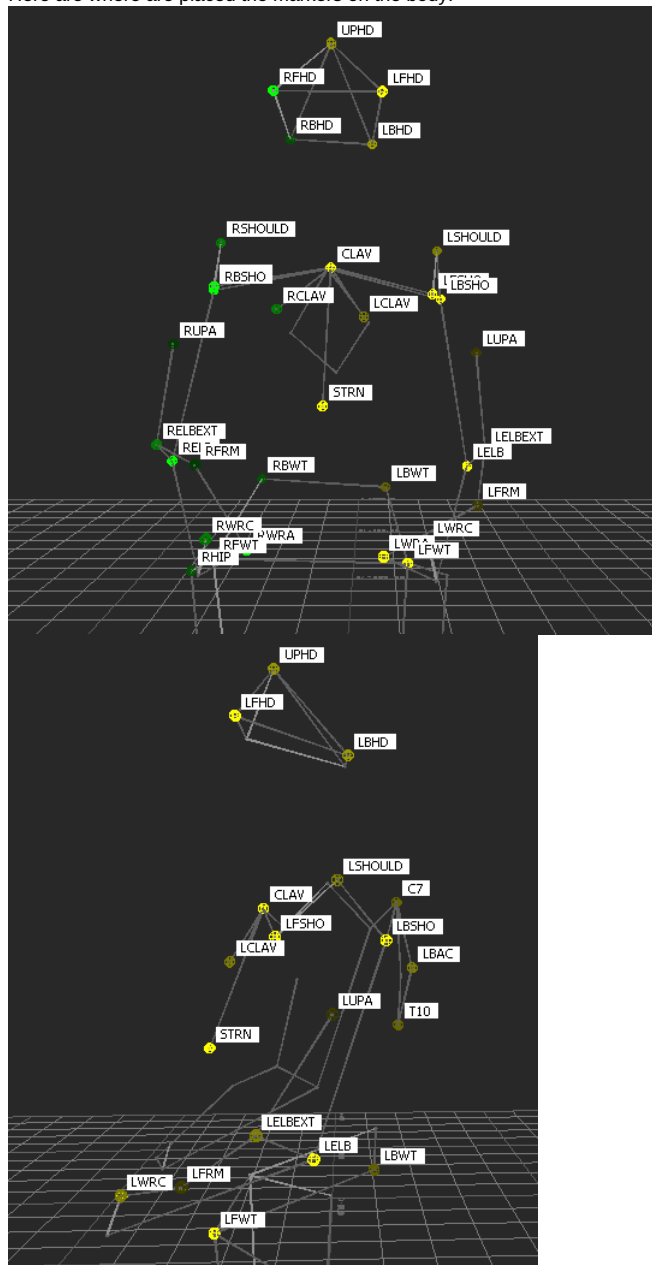 Here are where are placed the markers on the body:
UPHD
RFHD
LFHD
RBHD
LBHD
RSHOULD
LSHOULD
CLAV
RBSHO
LBSHO
RCLAV
LCLAV
RUPA
LUPA
STRN
RELBEXT
LELBEXT
RFRM
LELB
RBWT
LBWT
LFRM
RWRC
LWRC
RFWT
RWRA
LFWT
RHIP
UPHD
LFHD
LBHD
LSHOULD
C7
CLAV
LFSHO
LBSHO
LCLAV
LBAC
LUPA
T10
STRN
LELBEXT
LELB
LBWT
LFRM
LWRC
LFWT